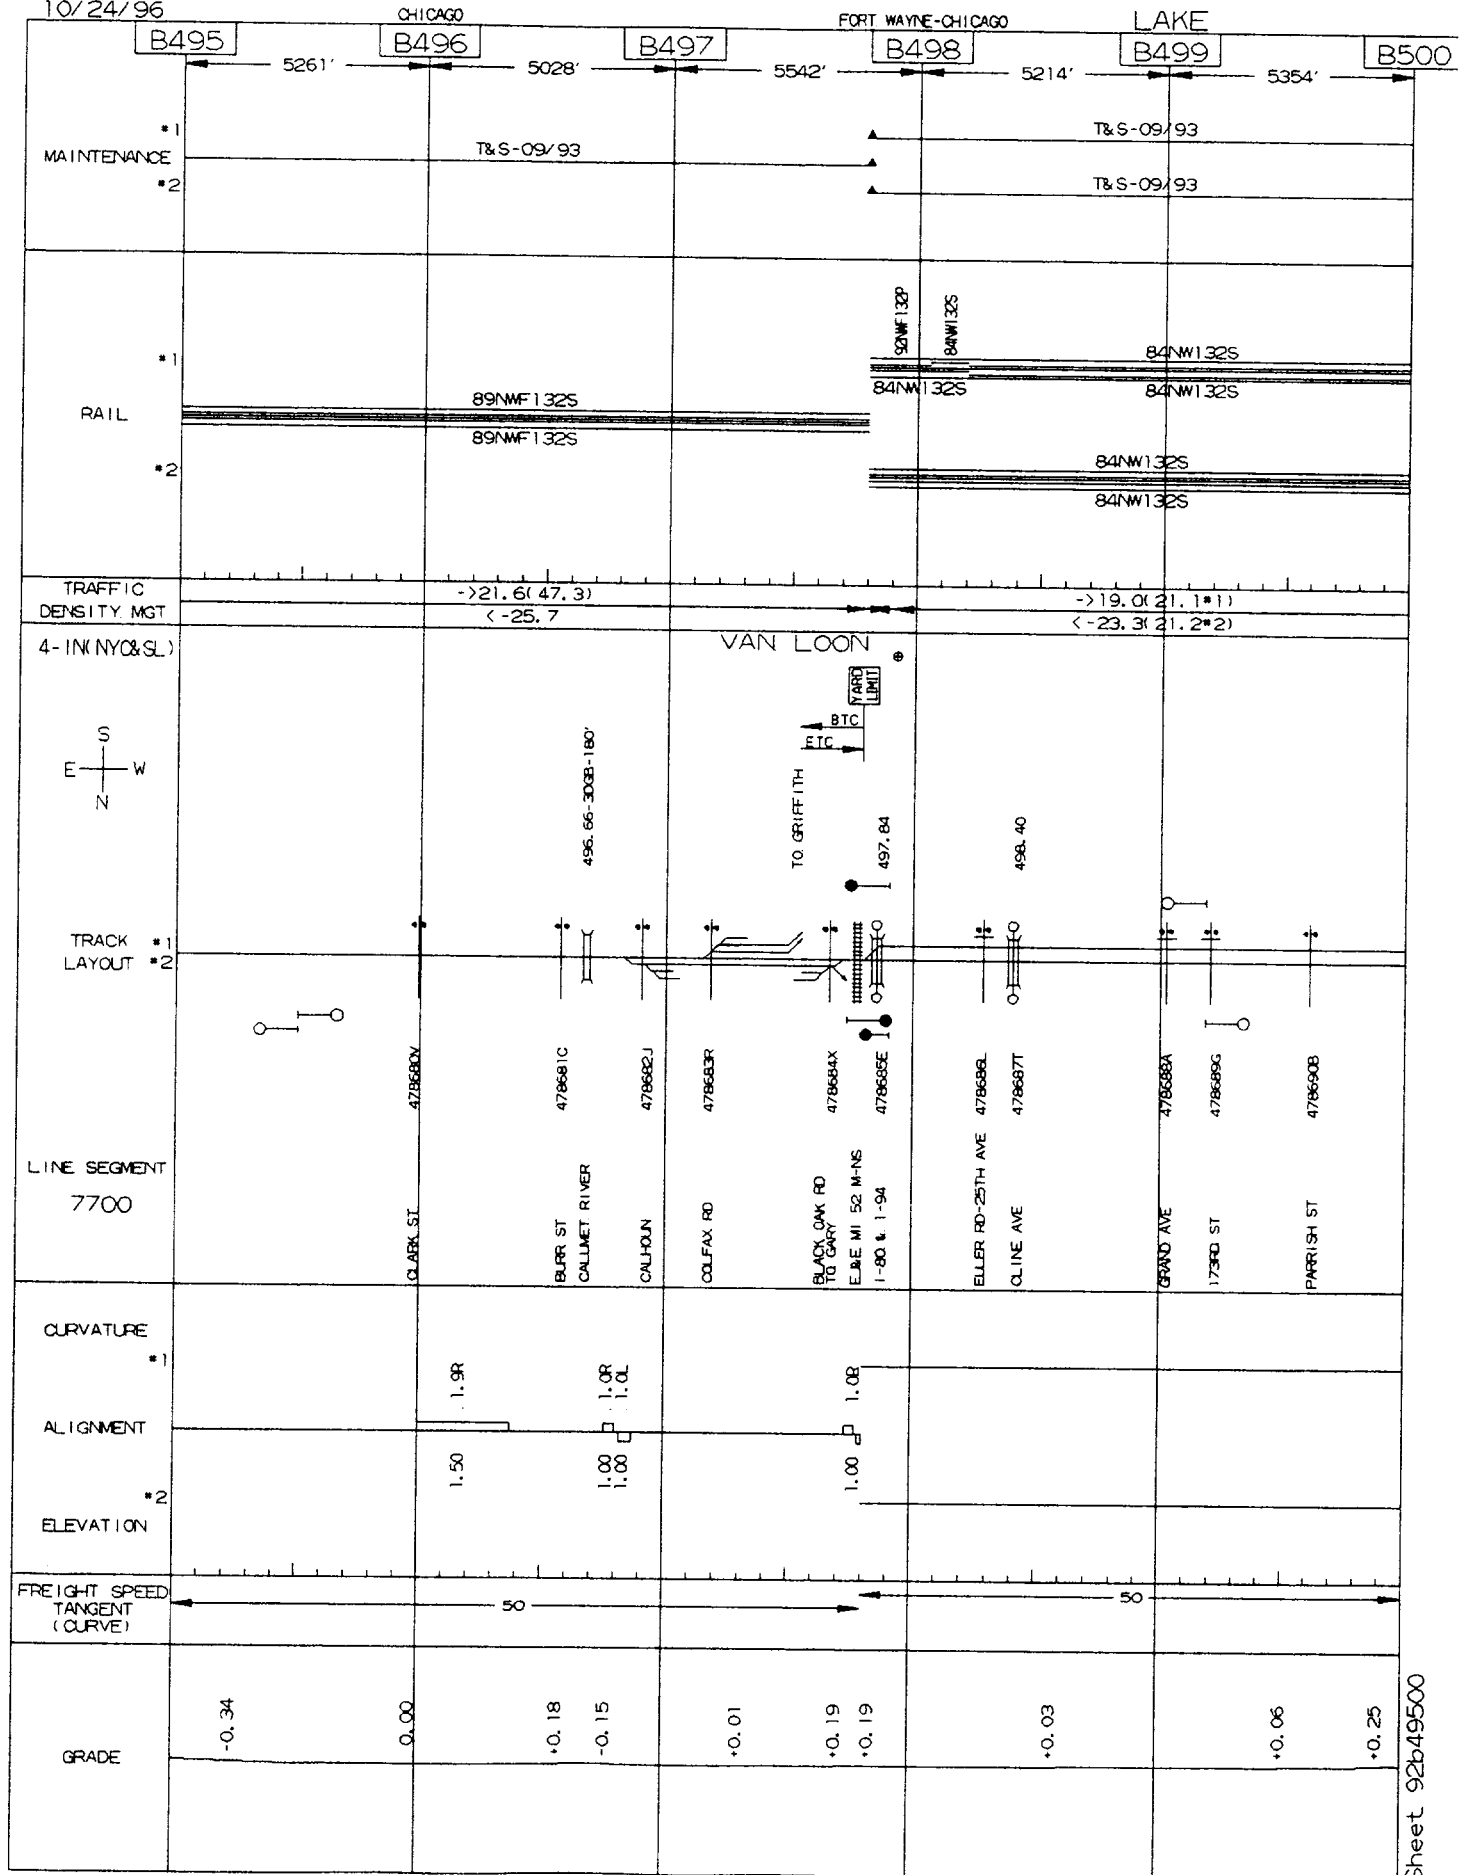 10/24/96
CHICAGO
FORT WAYNE-CHICAGO
LAKE
B495
B496
B497
B498
B499
B500
5261'
5028'
5542'
5214'
5354'
MAINTENANCE
#1
#2
T&S-09/93
T&S-09/93
T&S-09/93
RAIL
#1
#2
92NWF132P
84NW132S
84NW132S
84NW132S
84NW132S
89NWF132S
89NWF132S
84NW132S
84NW132S
TRAFFIC
DENSITY MGT
->21.6(47.3)
<-25.7
->19.0(21.1#1)
<-23.3(21.2#2)
4-IN(NYC&SL)
VAN LOON
YARD
LIMIT
BTC
ETC
S
E W
N
496.66-3DGB-180'
TO GRIFFITH
497.84
498.40
TRACK #1
LAYOUT #2
478680V
478681C
478682J
478683R
478684X
478685E
478686L
478687T
478688A
478689G
478690B
LINE SEGMENT
7700
CLARK ST
BURR ST
CALUMET RIVER
CALHOUN
COLFAX RD
BLACK OAK RD
TO GARY
EJ&E MI 52 M-NS
I-80 & I-94
ELLER RD-25TH AVE
CLINE AVE
GRAND AVE
173RD ST
PARRISH ST
CURVATURE
#1
ALIGNMENT
#2
ELEVATION
1.9R
1.0R
1.0L
1.0R
1.50
1.00
1.00
1.00
FREIGHT SPEED
TANGENT
(CURVE)
50
50
GRADE
-0.34
0.00
+0.18
-0.15
+0.01
+0.19
+0.19
+0.03
+0.06
+0.25
Sheet 92b49500